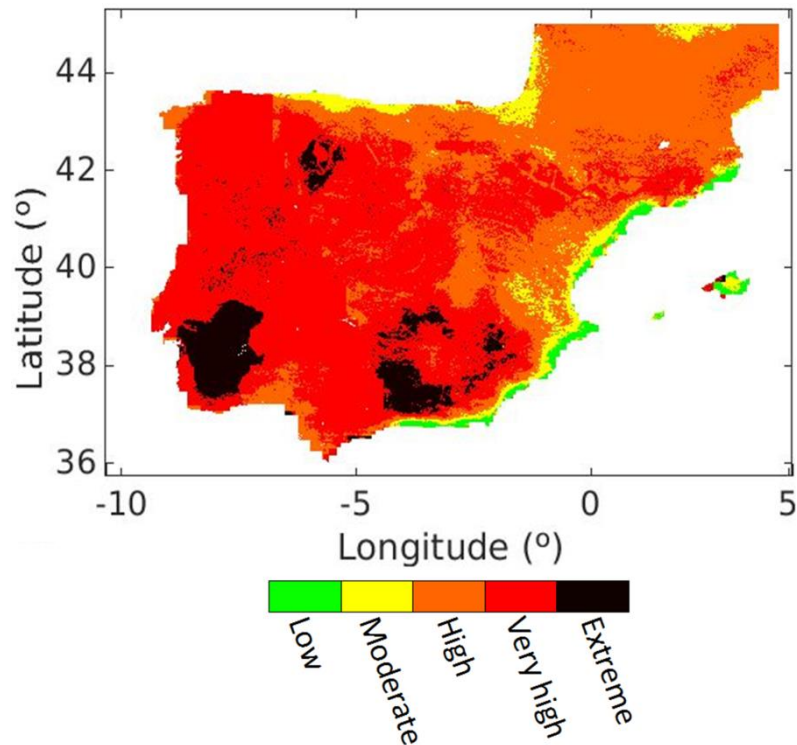 44
42
40
38
36
Latitude (º)
-10
-5
0
5
Longitude (º)
Low
Moderate
High
Very high
Extreme